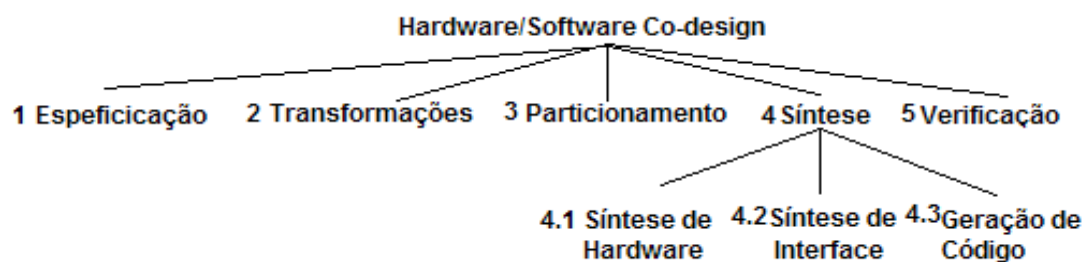 Hardware/Software Co-design
1 Espeficicação 2 Transformações 3 Particionamento 4 Síntese 5 Verificação
4.1 Síntese de Hardware
4.2 Síntese de Interface
4.3 Geração de Código